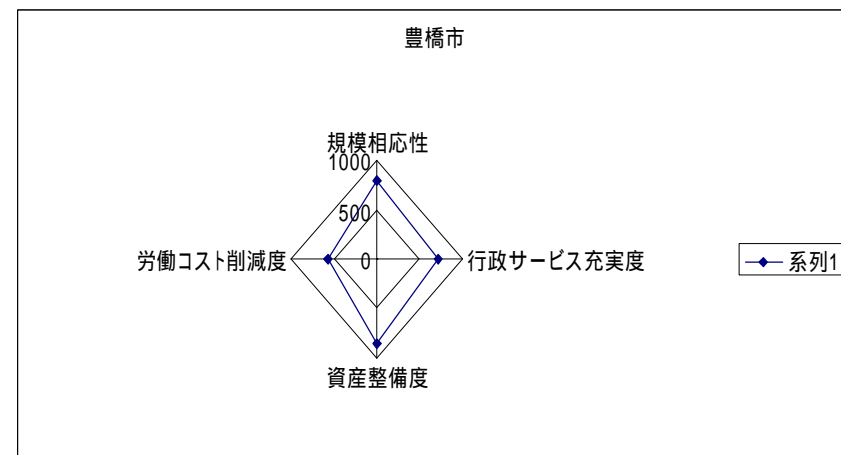 豊橋市
規模相応性
1000
500
0
労働コスト削減度
行政サービス充実度
資産整備度
系列1